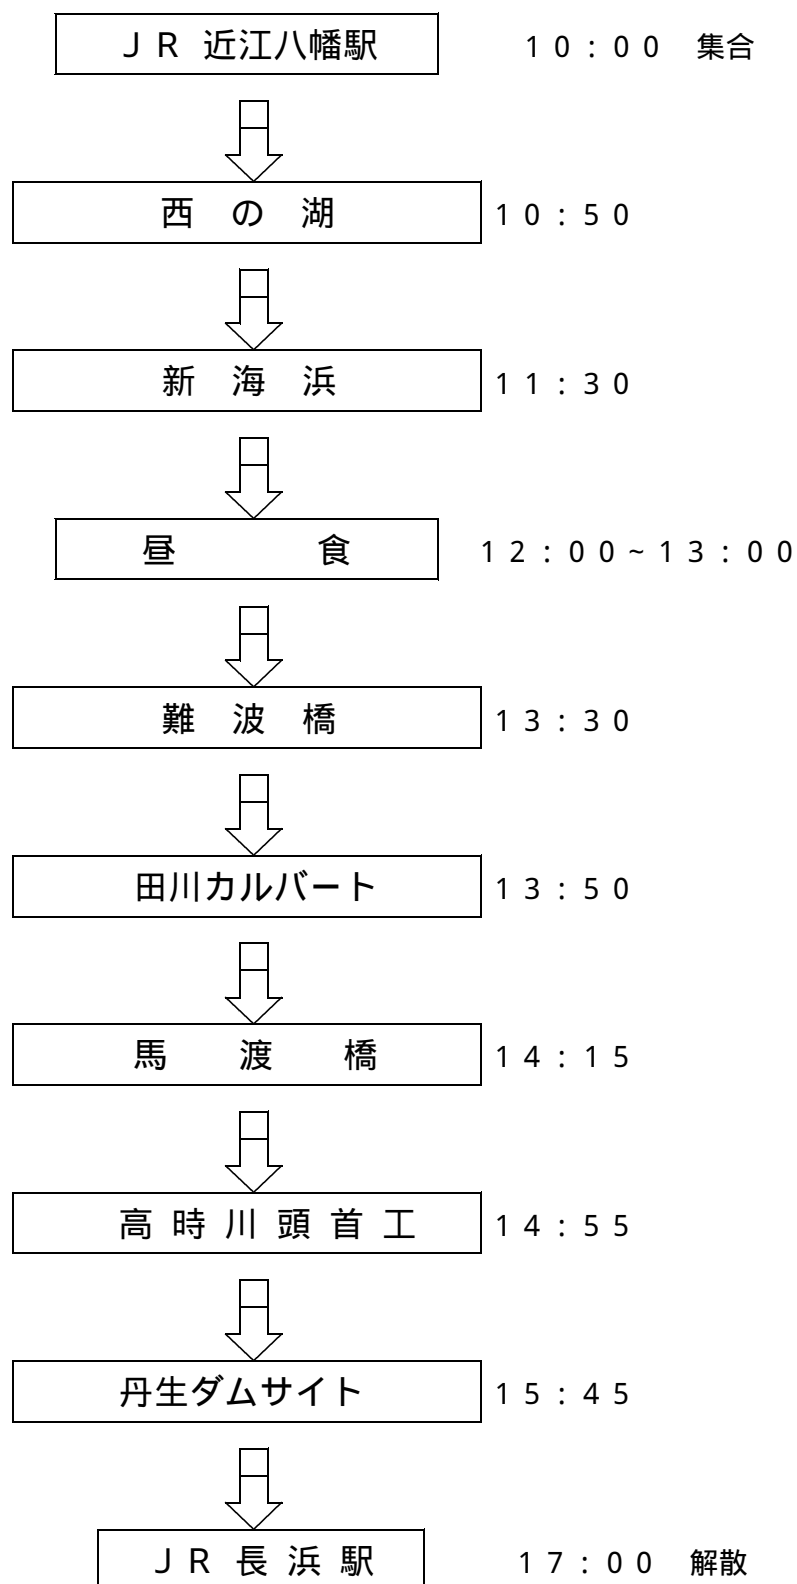 ＪＲ 近江八幡駅 １０：００ 集合
西の湖 １０：５０
新海浜 １１：３０
昼食 １２：００~１３：００
難波橋 １３：３０
田川カルバート １３：５０
馬渡橋 １４：１５
高時川頭首工 １４：５５
丹生ダムサイト １５：４５
ＪＲ長浜駅 １７：００ 解散